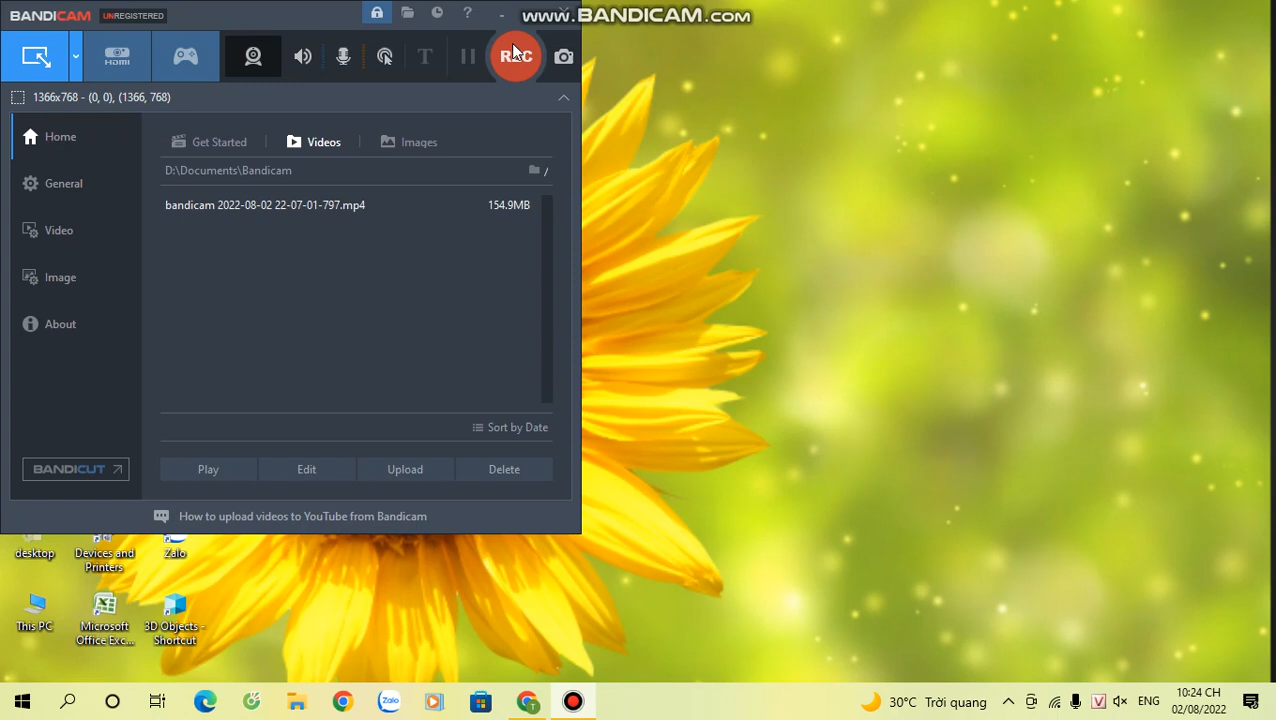 BANDICAM UNREGISTERED
www.BANDICAM.com
HDMI
T
REC
1366x768 - (0, 0), (1366, 768)
Home
General
Video
Image
About
BANDICUT
Get Started
Videos
Images
D:\Documents\Bandicam
/
bandicam 2022-08-02 22-07-01-797.mp4 154.9MB
Sort by Date
Play Edit Upload Delete
How to upload videos to YouTube from Bandicam
desktop
Devices and
Printers
Zalo
This PC
Microsoft
Office Exc...
3D Objects -
Shortcut
Zalo
T
30°C Trời quang
V
ENG
10:24 CH
02/08/2022